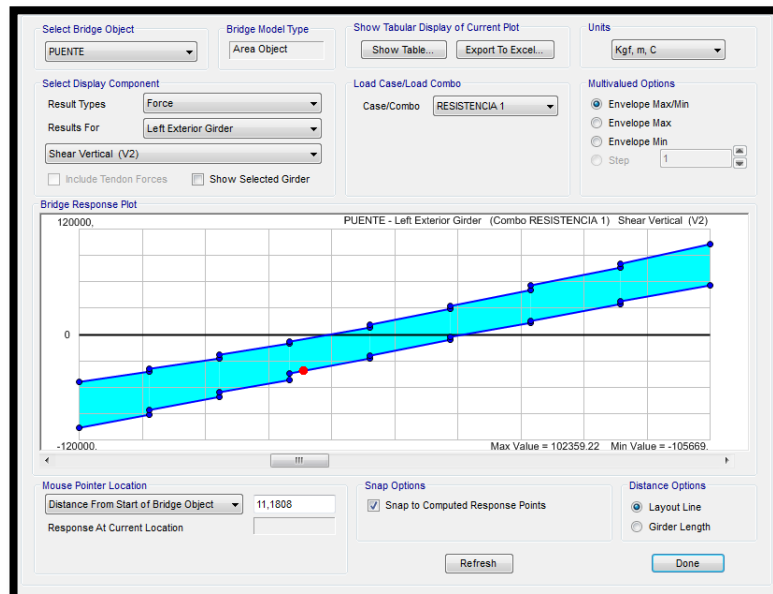 Select Bridge Object
PUENTE
Bridge Model Type
Area Object
Show Tabular Display of Current Plot
Show Table...
Export To Excel...
Units
Kgf, m, C
Select Display Component
Result Types
Force
Results For
Left Exterior Girder
Shear Vertical (V2)
Include Tendon Forces
Show Selected Girder
Load Case/Load Combo
Case/Combo
RESISTENCIA 1
Multivalued Options
Envelope Max/Min
Envelope Max
Envelope Min
Step
1
Bridge Response Plot
120000,
PUENTE - Left Exterior Girder (Combo RESISTENCIA 1) Shear Vertical (V2)
0
-120000.
Max Value = 102359.22 Min Value = -105669.
Mouse Pointer Location
Distance From Start of Bridge Object
11,1808
Response At Current Location
Snap Options
Snap to Computed Response Points
Distance Options
Layout Line
Girder Length
Refresh
Done